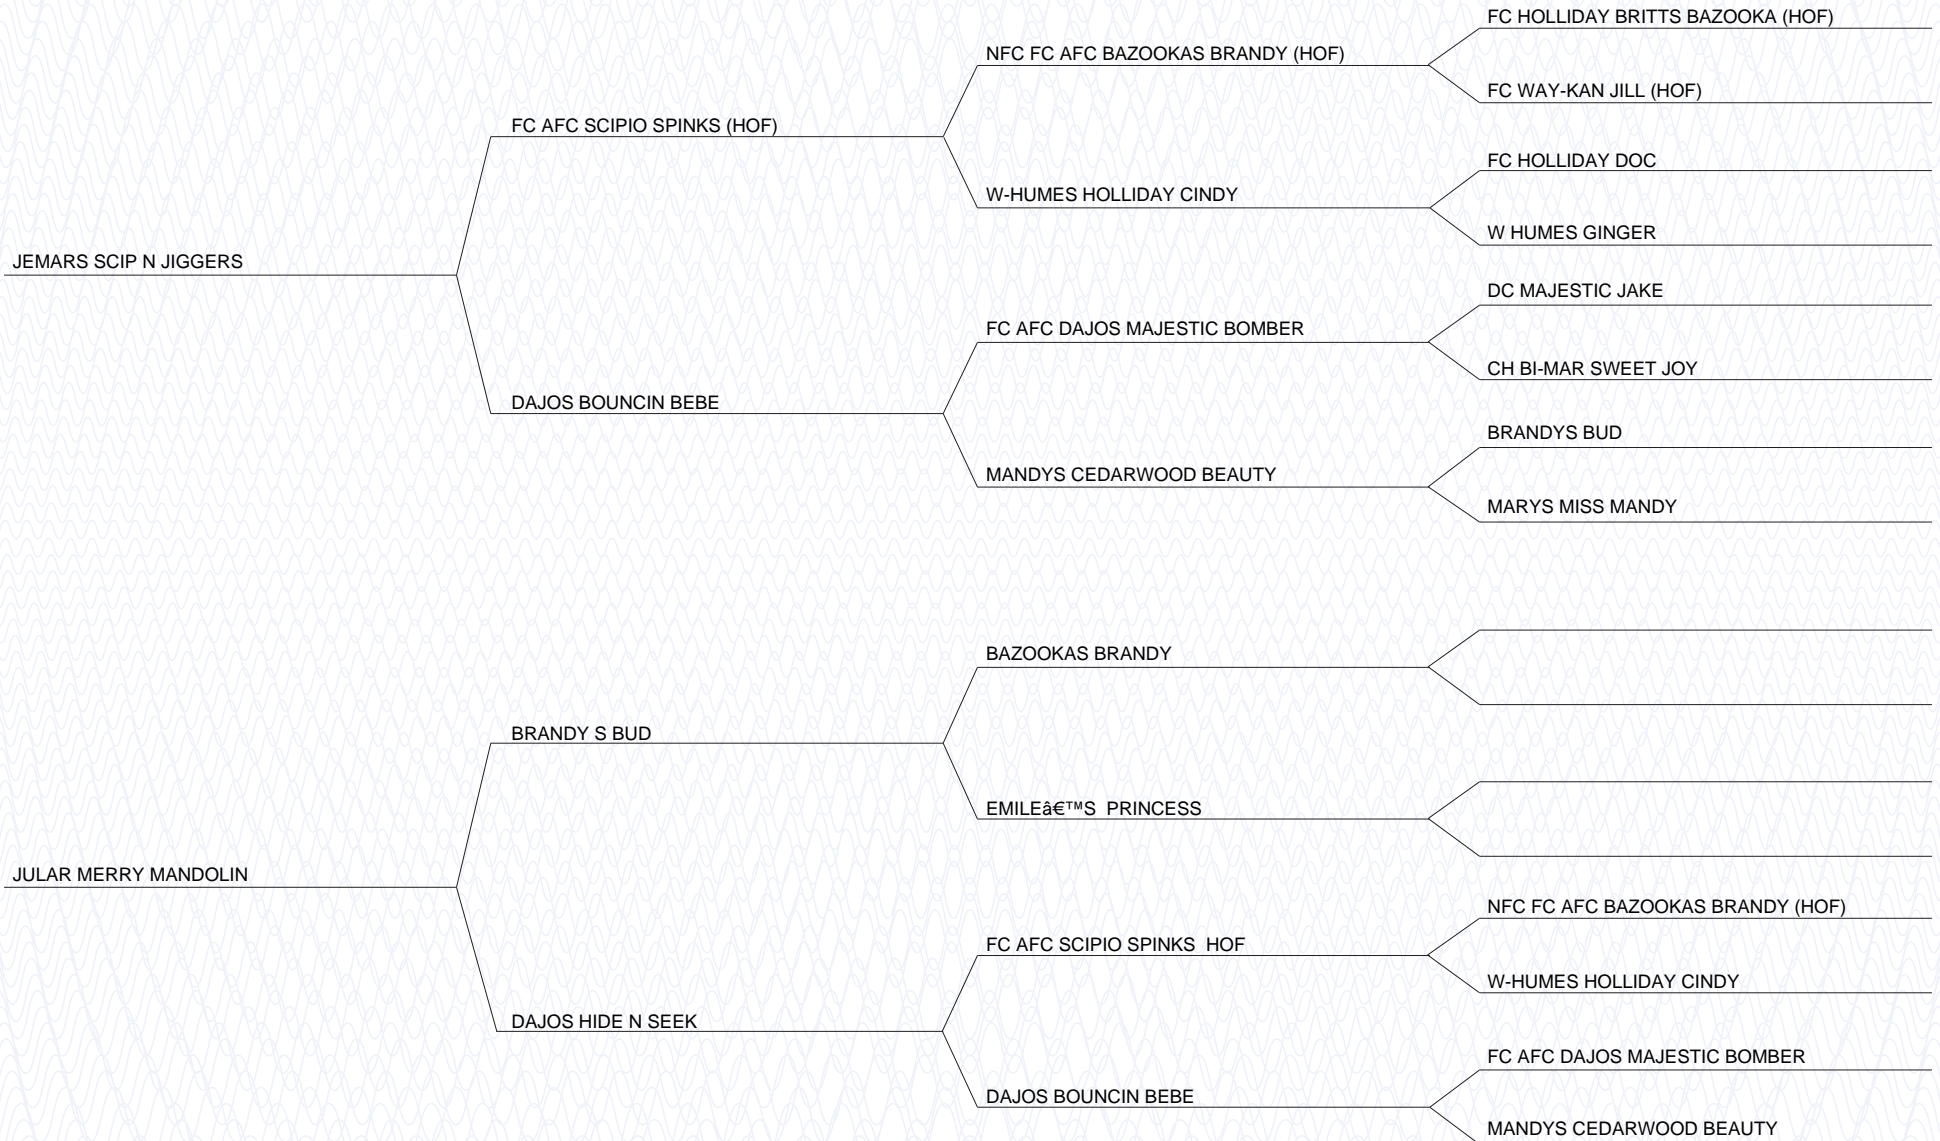 FC HOLLIDAY BRITTS BAZOOKA (HOF)
NFC FC AFC BAZOOKAS BRANDY (HOF)
FC WAY-KAN JILL (HOF)
FC AFC SCIPIO SPINKS (HOF)
FC HOLLIDAY DOC
W-HUMES HOLLIDAY CINDY
W HUMES GINGER
JEMARS SCIP N JIGGERS
DC MAJESTIC JAKE
FC AFC DAJOS MAJESTIC BOMBER
CH BI-MAR SWEET JOY
DAJOS BOUNCIN BEBE
BRANDYS BUD
MANDYS CEDARWOOD BEAUTY
MARYS MISS MANDY
BAZOOKAS BRANDY
BRANDY S BUD
EMILEâ€™S  PRINCESS
JULAR MERRY MANDOLIN
NFC FC AFC BAZOOKAS BRANDY (HOF)
FC AFC SCIPIO SPINKS  HOF
W-HUMES HOLLIDAY CINDY
DAJOS HIDE N SEEK
FC AFC DAJOS MAJESTIC BOMBER
DAJOS BOUNCIN BEBE
MANDYS CEDARWOOD BEAUTY